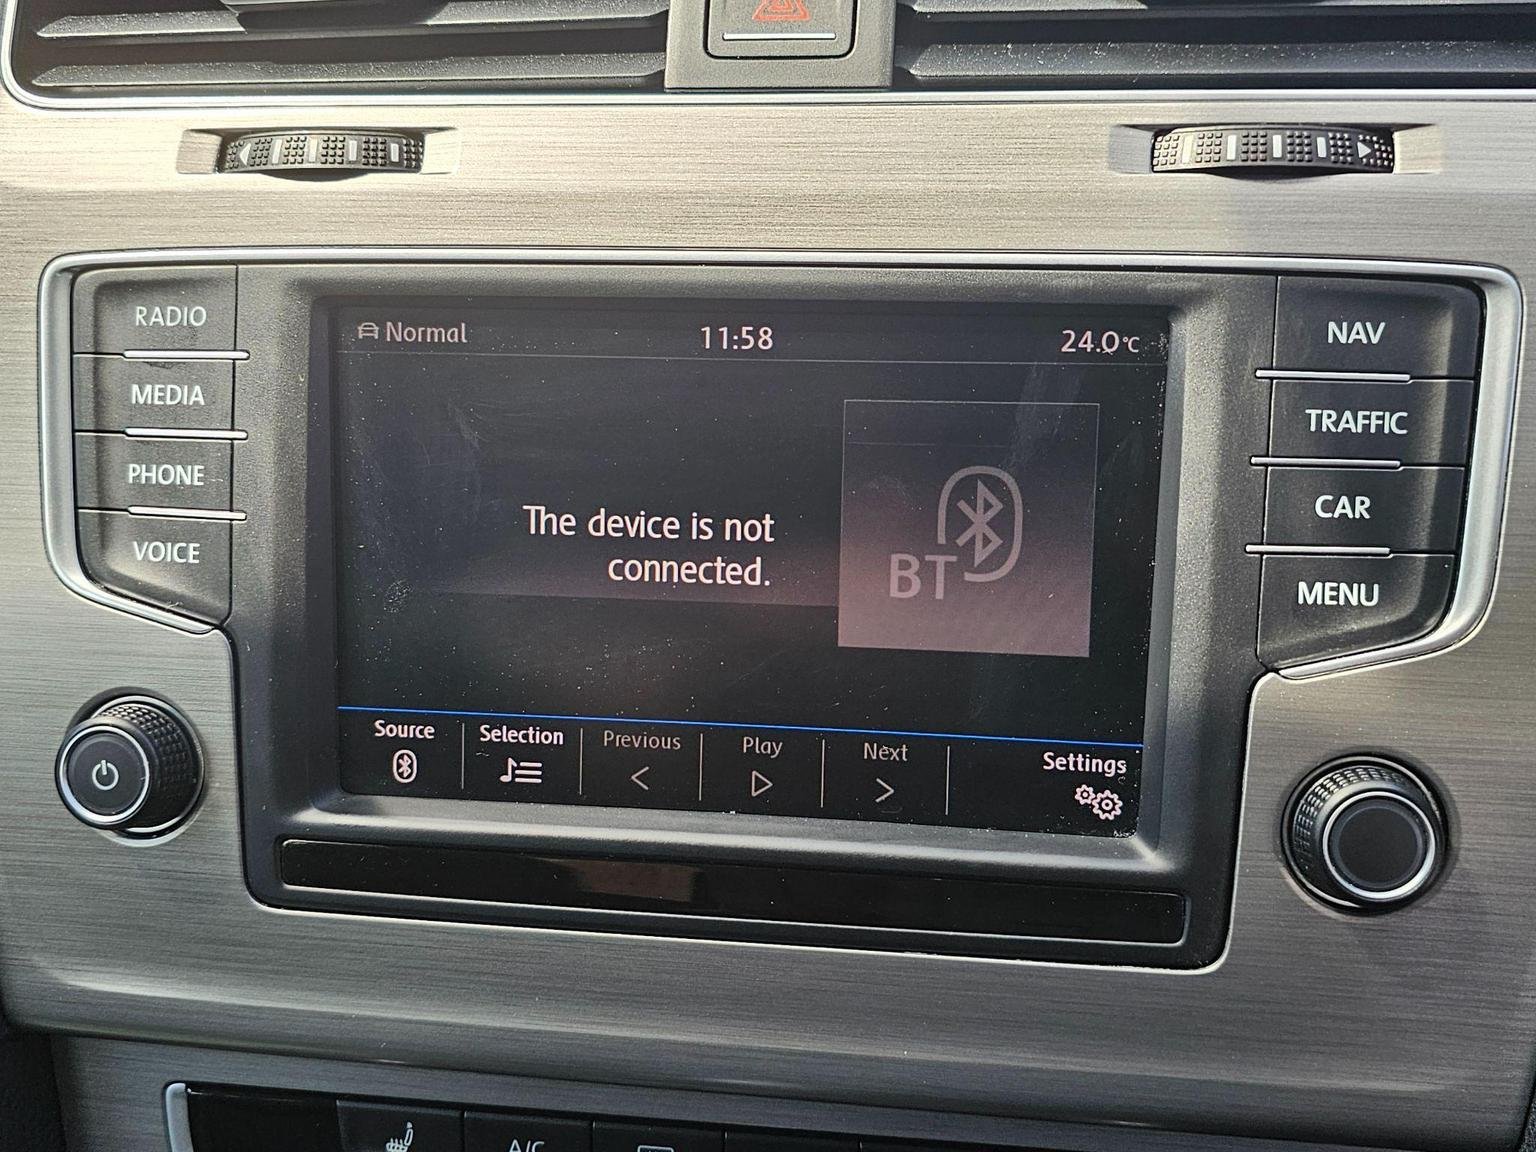 RADIO
MEDIA
PHONE
VOICE
Normal
11:58
24.0°C
The device is not
connected.
BT
Source
Selection
Previous
Play
Next
Settings
NAV
TRAFFIC
CAR
MENU
A/C